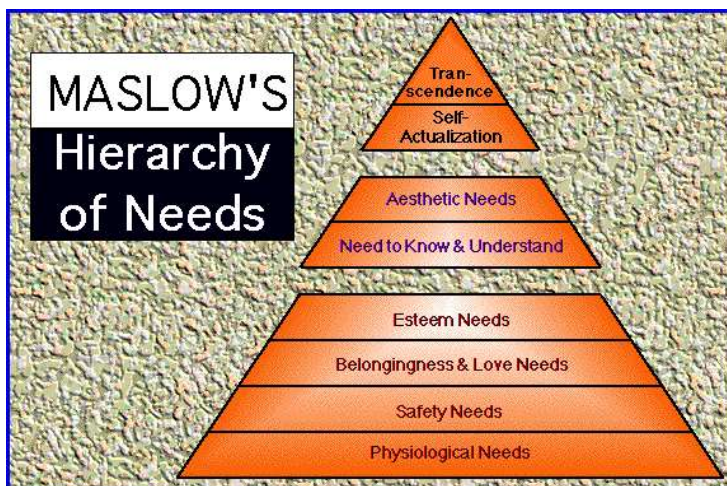 MASLOW'S
Hierarchy
of Needs
Tran-
scendence
Self-
Actualization
Aesthetic Needs
Need to Know & Understand
Esteem Needs
Belongingness & Love Needs
Safety Needs
Physiological Needs